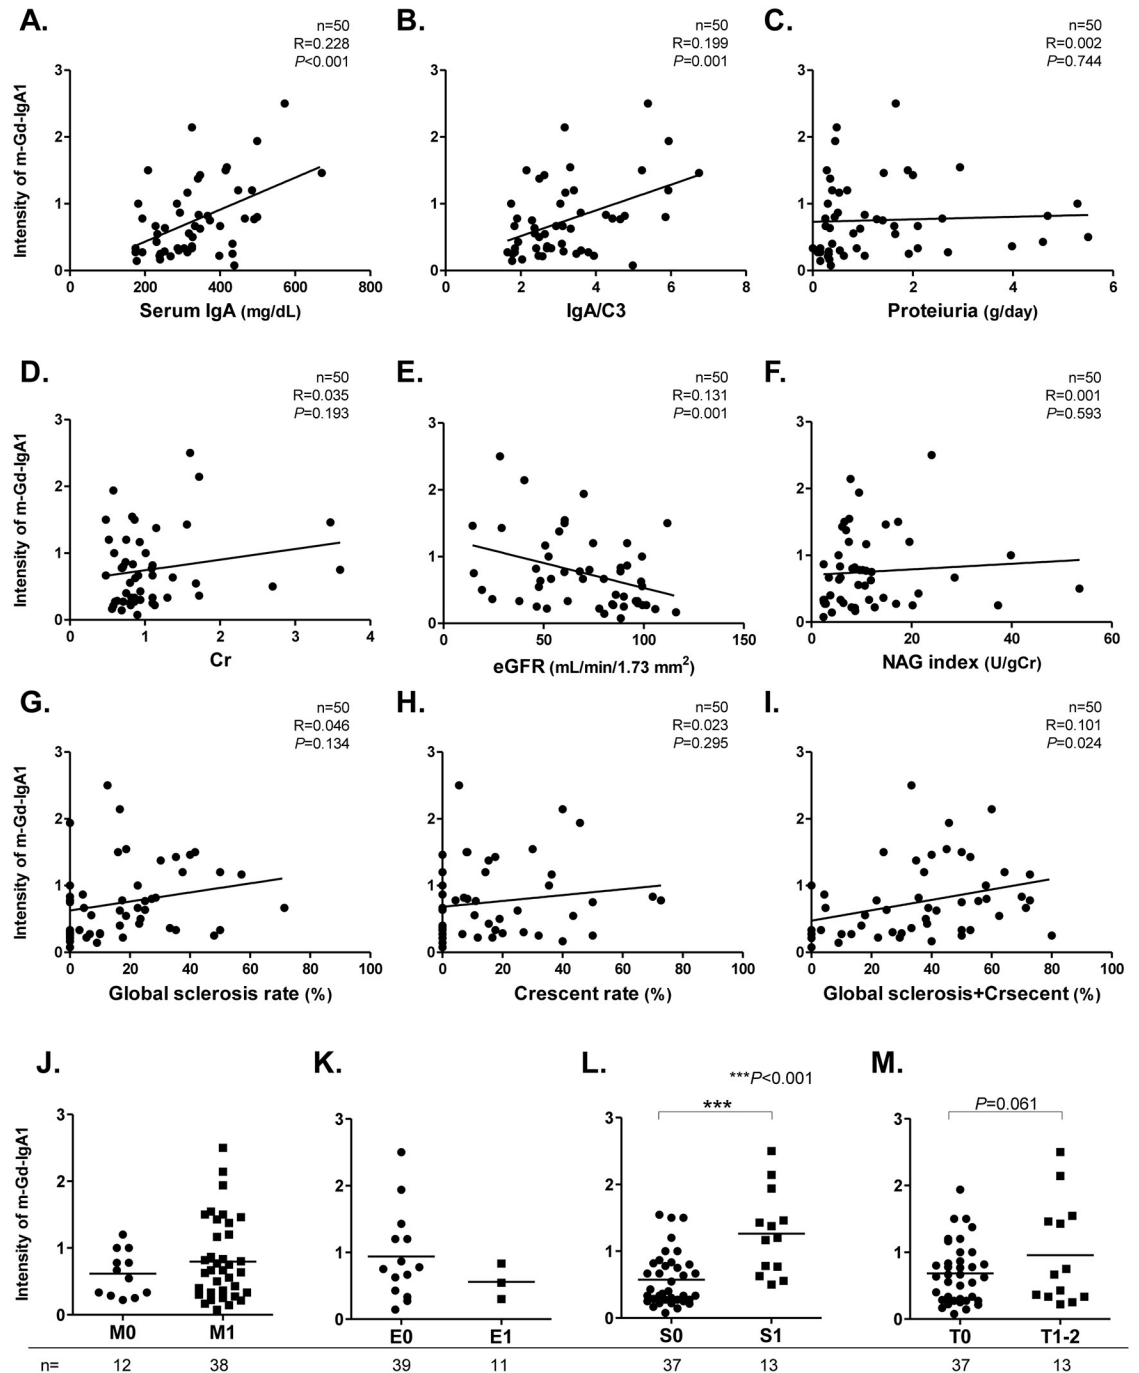 A.
n=50
R=0.228
P<0.001
Intensity of m-Gd-IgA1
3
2
1
0
0 200 400 600 800
Serum IgA (mg/dL)
B.
n=50
R=0.199
P=0.001
3
2
1
0
0 2 4 6 8
IgA/C3
C.
n=50
R=0.002
P=0.744
3
2
1
0
0 2 4 6
Proteiuria (g/day)
D.
n=50
R=0.035
P=0.193
Intensity of m-Gd-IgA1
3
2
1
0
0 1 2 3 4
Cr
E.
n=50
R=0.131
P=0.001
3
2
1
0
0 50 100 150
eGFR (mL/min/1.73 mm²)
F.
n=50
R=0.001
P=0.593
3
2
1
0
0 20 40 60
NAG index (U/gCr)
G.
n=50
R=0.046
P=0.134
Intensity of m-Gd-IgA1
3
2
1
0
0 20 40 60 80 100
Global sclerosis rate (%)
H.
n=50
R=0.023
P=0.295
3
2
1
0
0 20 40 60 80 100
Crescent rate (%)
I.
n=50
R=0.101
P=0.024
3
2
1
0
0 20 40 60 80 100
Global sclerosis+Crsecent (%)
J.
Intensity of m-Gd-IgA1
3
2
1
0
M0 M1
K.
3
2
1
0
E0 E1
L.
***P<0.001
***
3
2
1
0
S0 S1
M.
P=0.061
3
2
1
0
T0 T1-2
n= 12 38 39 11 37 13 37 13